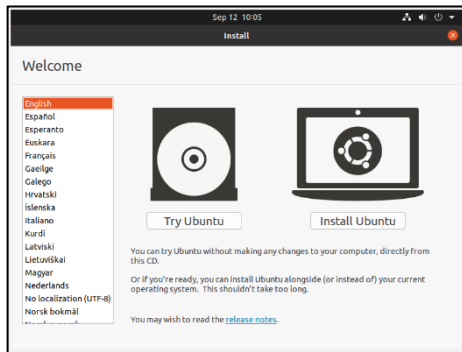 Sep 12 10:05
Install
Welcome
English
Español
Esperanto
Euskara
Français
Gaeilge
Galego
Hrvatski
Íslenska
Italiano
Kurdî
Latviski
Lietuviškai
Magyar
Nederlands
No localization (UTF-8)
Norsk bokmål
Try Ubuntu
Install Ubuntu
You can try Ubuntu without making any changes to your computer, directly from
this CD.
Or if you're ready, you can install Ubuntu alongside (or instead of) your current
operating system. This shouldn't take too long.
You may wish to read the release notes.